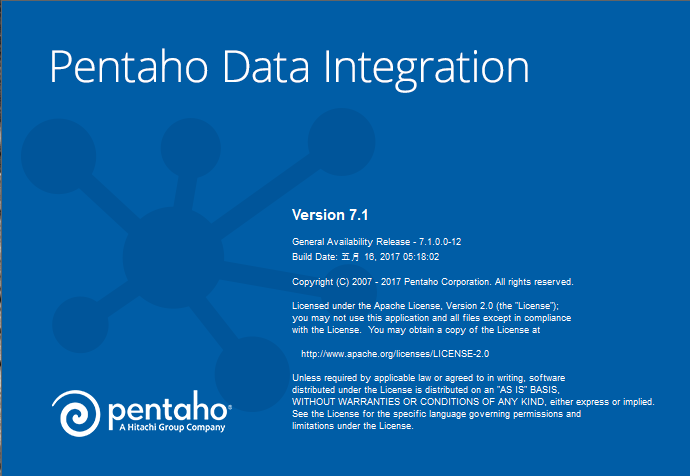 Pentaho Data Integration
Version 7.1
General Availability Release - 7.1.0.0-12
Build Date: 五月 16, 2017 05:18:02
Copyright (C) 2007 - 2017 Pentaho Corporation. All rights reserved.
Licensed under the Apache License, Version 2.0 (the "License");
you may not use this application and all files except in compliance
with the License.  You may obtain a copy of the License at
http://www.apache.org/licenses/LICENSE-2.0
Unless required by applicable law or agreed to in writing, software
distributed under the License is distributed on an "AS IS" BASIS,
WITHOUT WARRANTIES OR CONDITIONS OF ANY KIND, either express or implied.
See the License for the specific language governing permissions and
limitations under the License.
pentaho®
A Hitachi Group Company